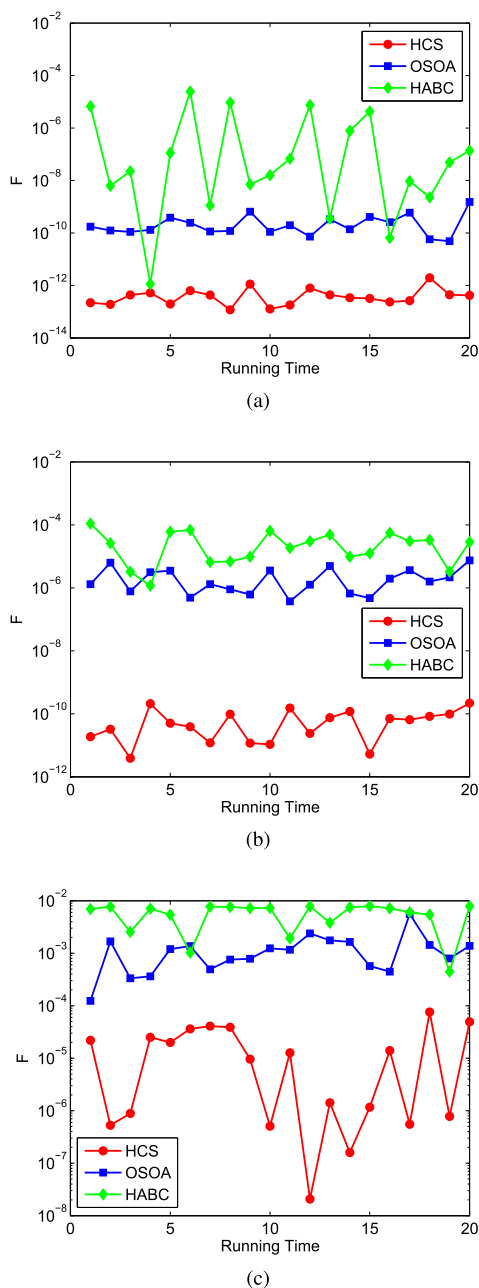 10^−2
HCS
OSOA
HABC
10^−4
10^−6
F
10^−8
10^−10
10^−12
10^−14
0 5 10 15 20
Running Time
(a)
10^−2
10^−4
10^−6
F
HCS
OSOA
HABC
10^−8
10^−10
10^−12
0 5 10 15 20
Running Time
(b)
10^−2
10^−3
10^−4
F
10^−5
10^−6
HCS
OSOA
HABC
10^−7
10^−8
0 5 10 15 20
Running Time
(c)